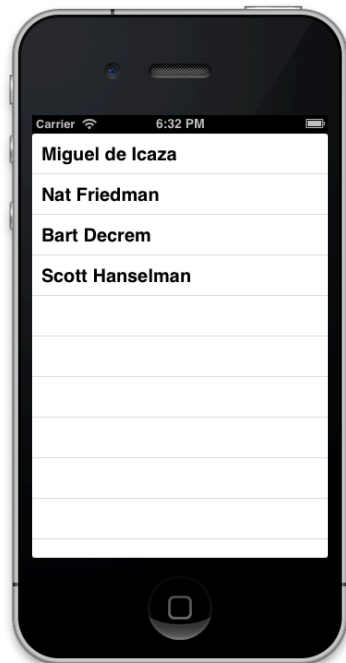 Carrier 6:32 PM
Miguel de Icaza
Nat Friedman
Bart Decrem
Scott Hanselman